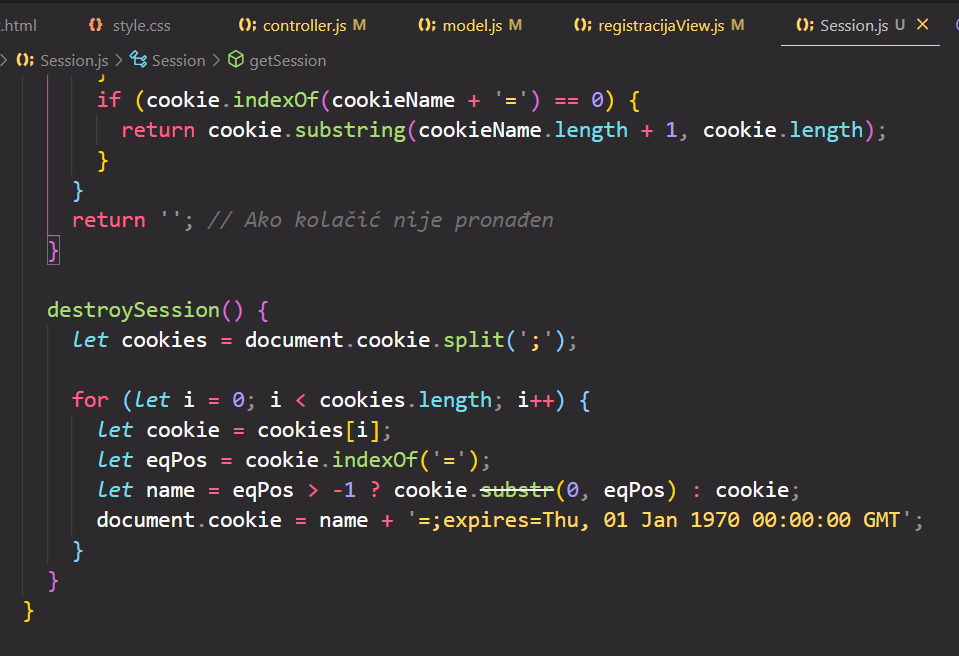 .html style.css (); controller.js M (); model.js M (); registracijaView.js M (); Session.js U
(); Session.js > Session > getSession
}
if (cookie.indexOf(cookieName + '=') == 0) {
return cookie.substring(cookieName.length + 1, cookie.length);
}
}
return ''; // Ako kolačić nije pronađen
}
destroySession() {
let cookies = document.cookie.split(';');
for (let i = 0; i < cookies.length; i++) {
let cookie = cookies[i];
let eqPos = cookie.indexOf('=');
let name = eqPos > -1 ? cookie.substr(0, eqPos) : cookie;
document.cookie = name + '=;expires=Thu, 01 Jan 1970 00:00:00 GMT';
}
}
}